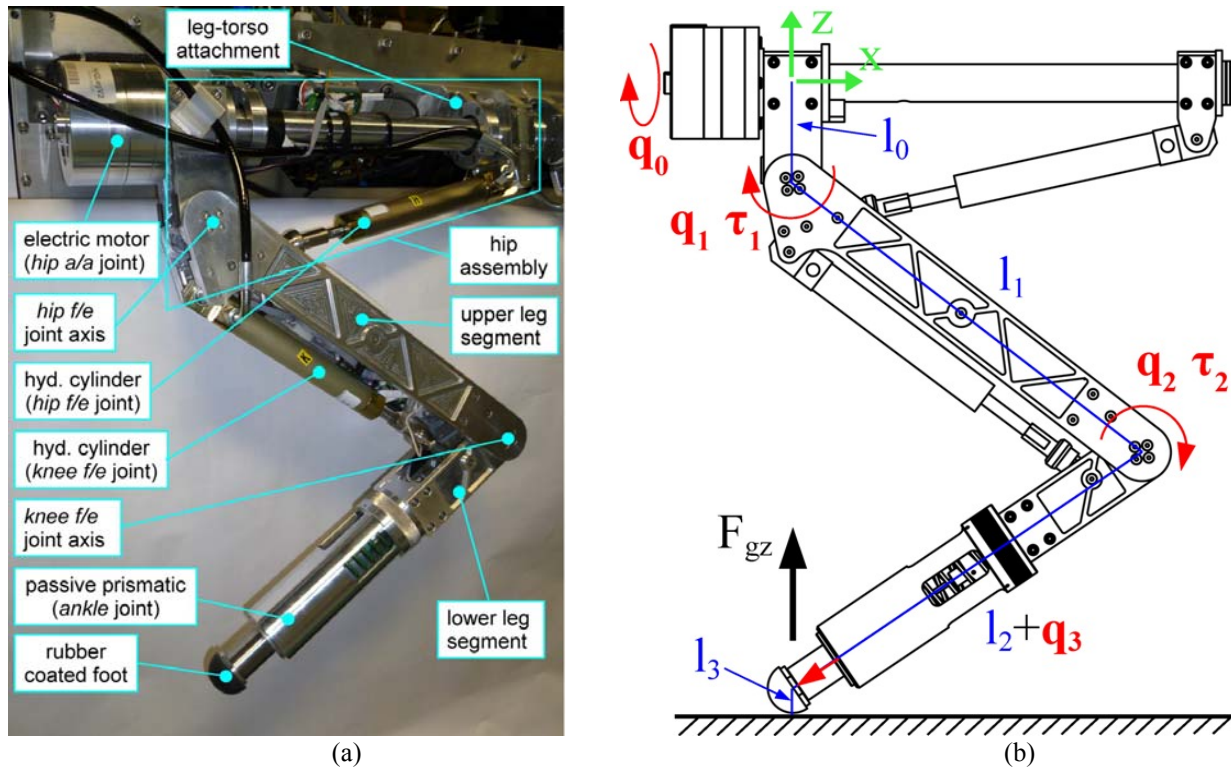 leg-torso
attachment
electric motor
(hip a/a joint)
hip f/e
joint axis
hyd. cylinder
(hip f/e joint)
hyd. cylinder
(knee f/e joint)
knee f/e
joint axis
passive prismatic
(ankle joint)
rubber
coated foot
hip
assembly
upper leg
segment
lower leg
segment
(a)
z
x
q0
l0
q1 τ1
l1
q2 τ2
Fgz
l2+q3
l3
(b)